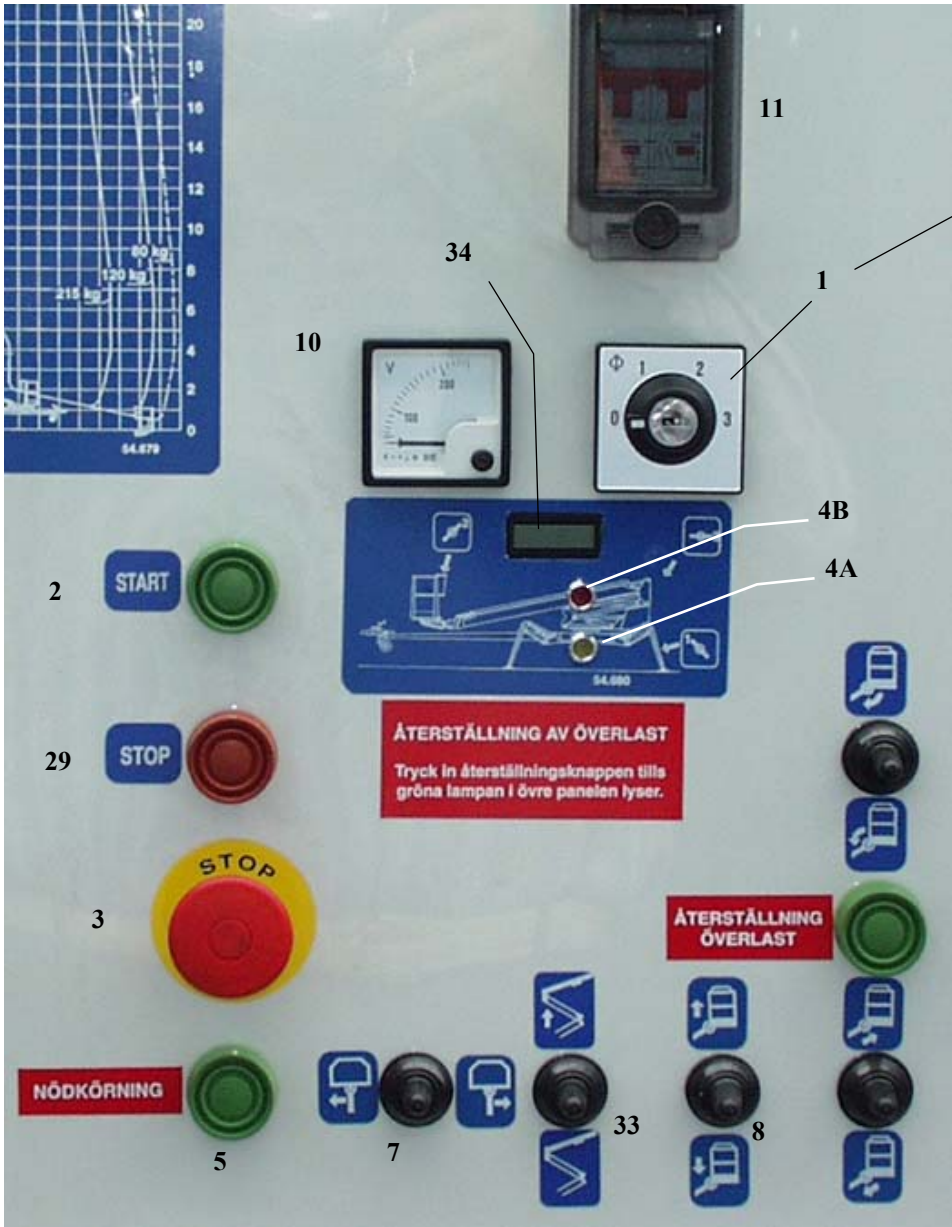 20
18
16
14
12
10
8
6
4
2
0
80 kg
120 kg
215 kg
54.679
11
34
1
10
V
100
200
0
1
2
3
4B
4A
2
START
3
1
54.680
29
STOP
ÅTERSTÄLLNING AV ÖVERLAST
Tryck in återställningsknappen tills
gröna lampan i övre panelen lyser.
3
STOP
ÅTERSTÄLLNING
ÖVERLAST
NÖDKÖRNING
5
7
33
8